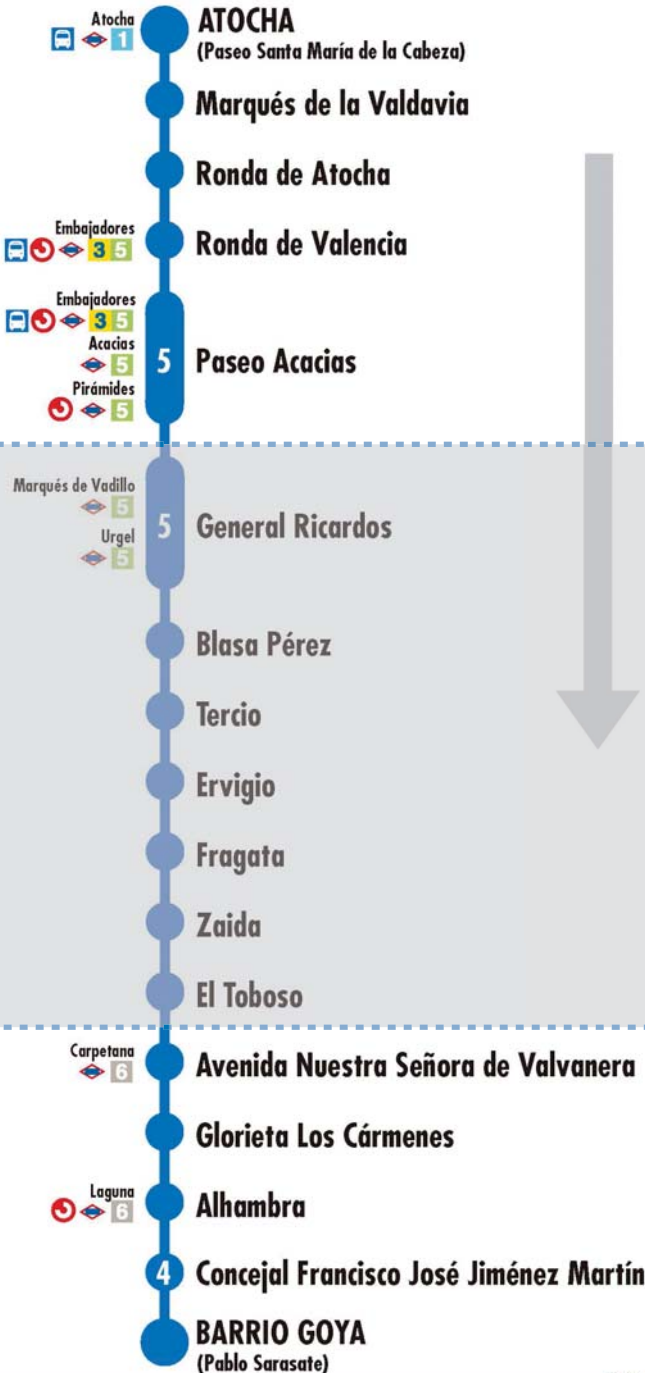 Atocha
1
ATOCHA
(Paseo Santa María de la Cabeza)
Marqués de la Valdavia
Ronda de Atocha
Embajadores
3 5
Ronda de Valencia
Embajadores
3 5
Acacias
5
Pirámides
5
5
Paseo Acacias
Marqués de Vadillo
5
Urgel
5
5
General Ricardos
Blasa Pérez
Tercio
Ervigio
Fragata
Zaida
El Toboso
Carpetana
6
Avenida Nuestra Señora de Valvanera
Glorieta Los Cármenes
Laguna
6
Alhambra
4
Concejal Francisco José Jiménez Martín
BARRIO GOYA
(Pablo Sarasate)